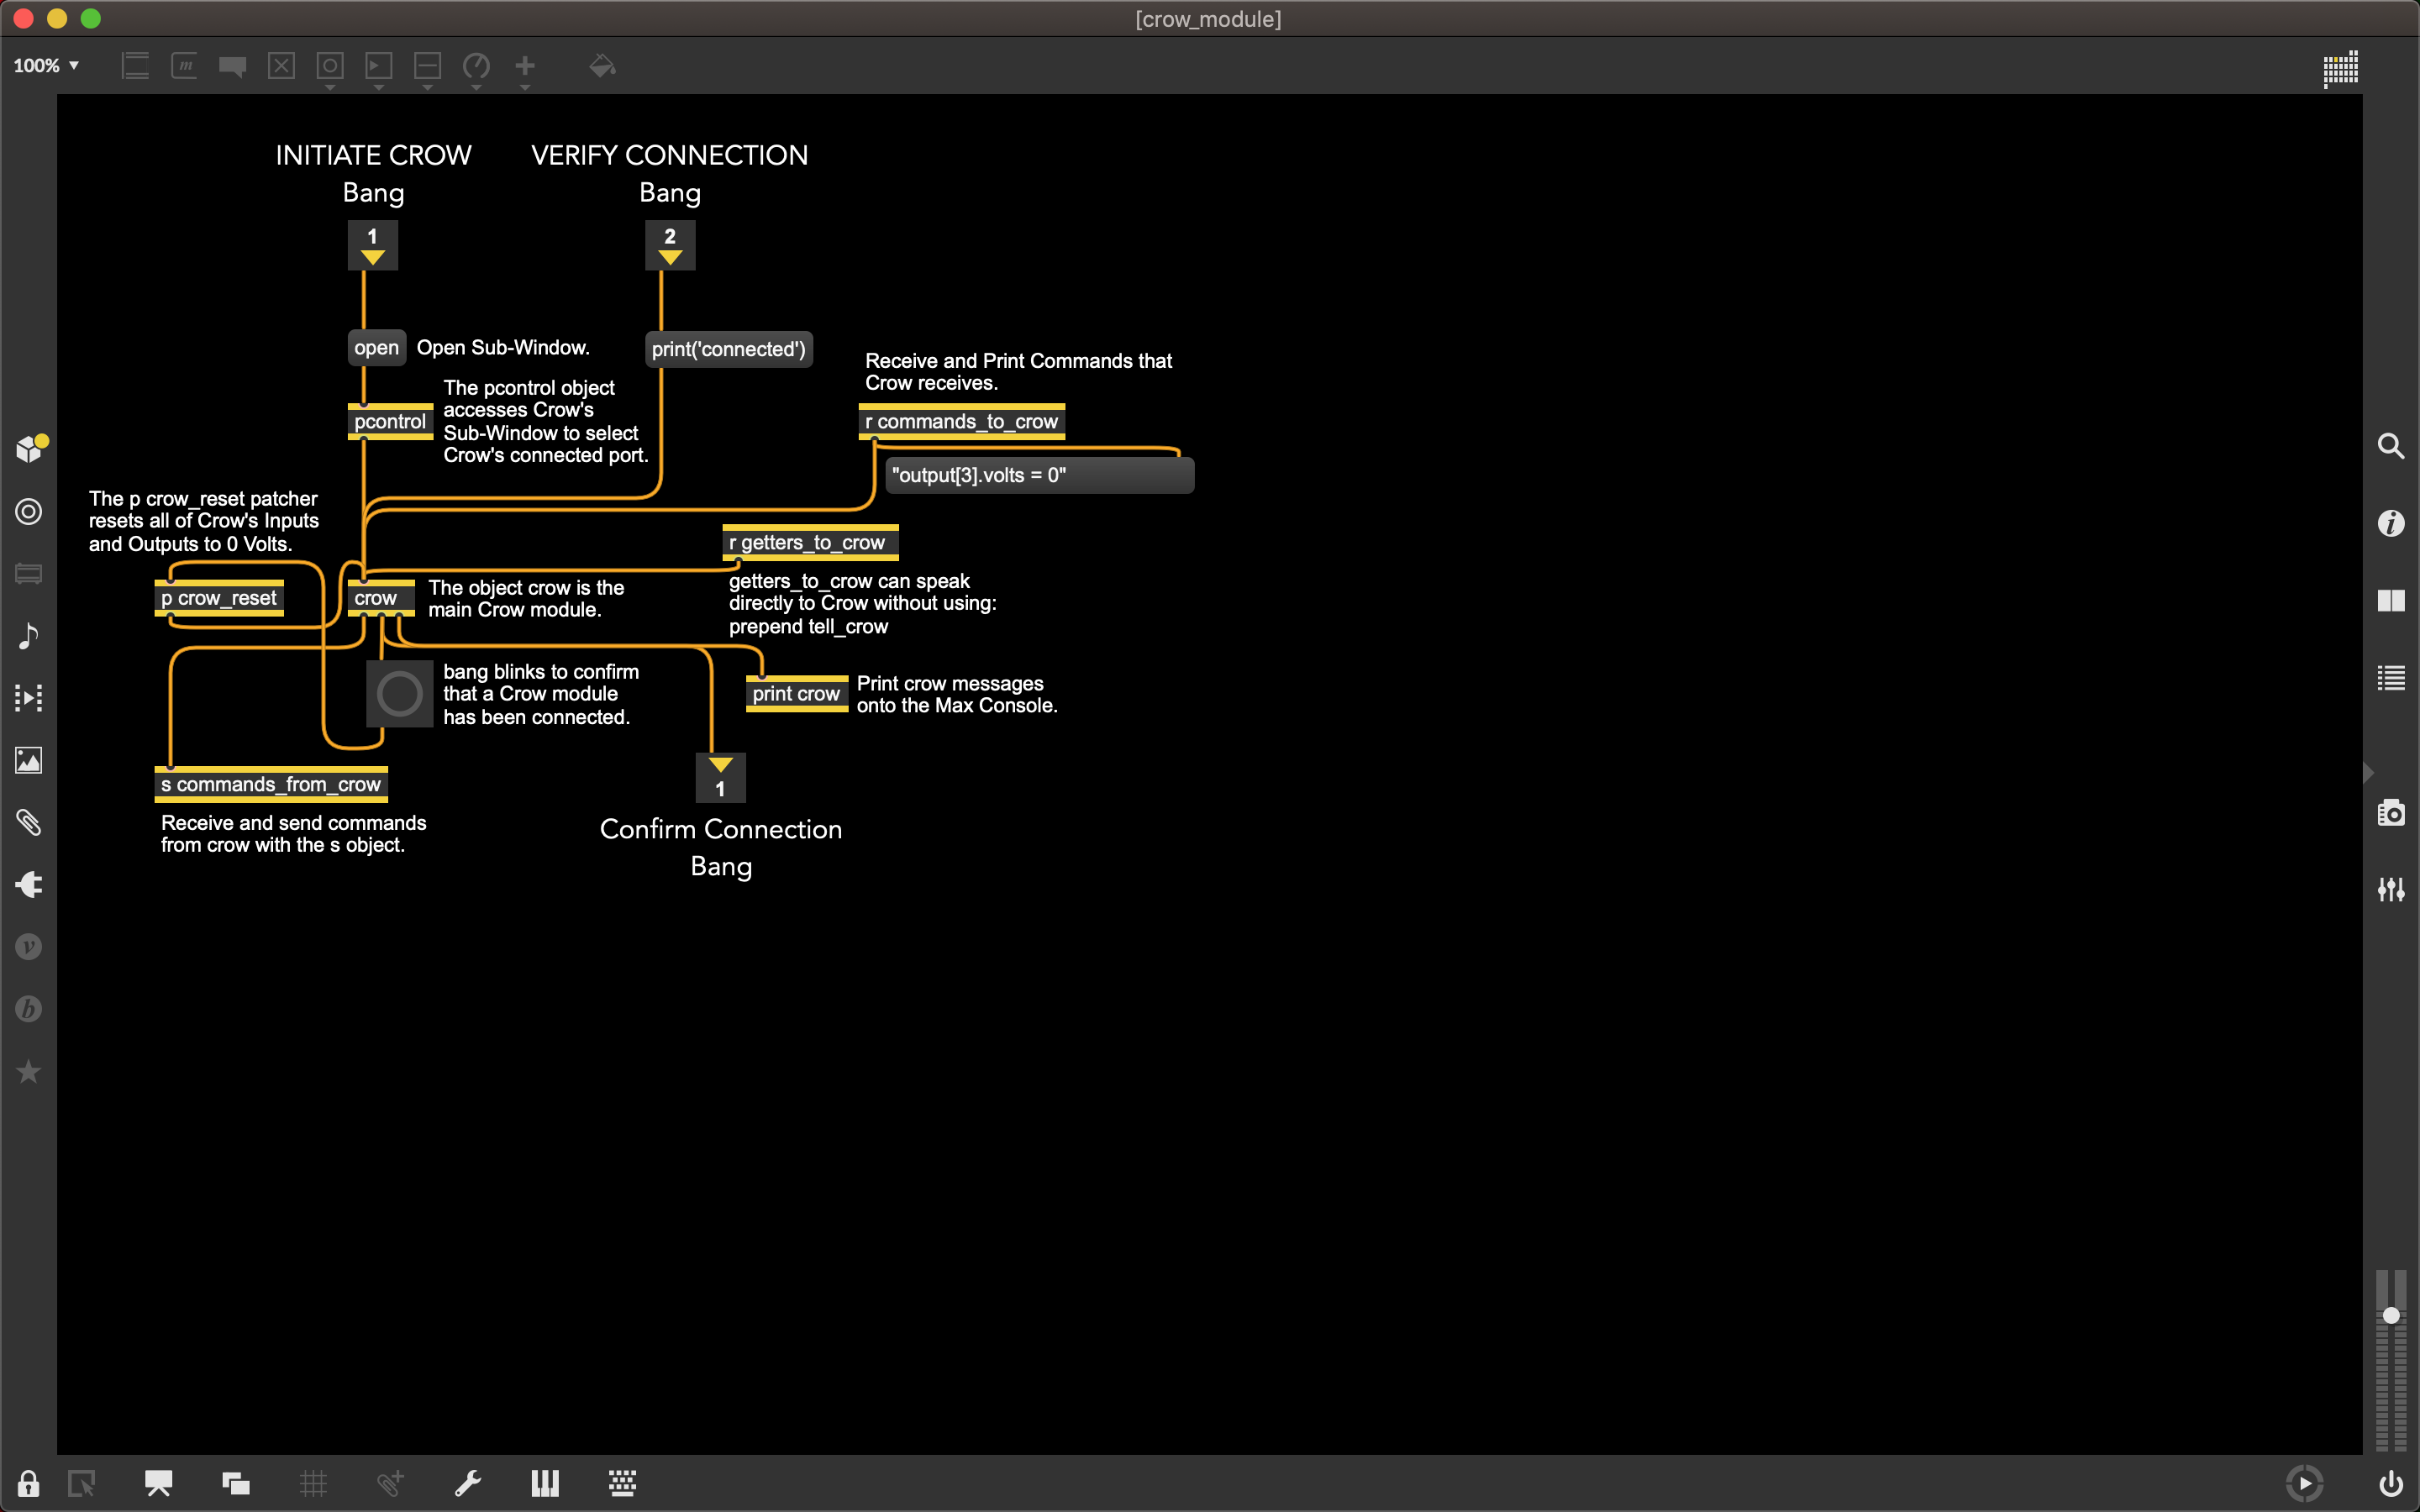 [crow_module]
100%
INITIATE CROW
Bang
VERIFY CONNECTION
Bang
1
2
open
Open Sub-Window.
print('connected')
The pcontrol object
accesses Crow's
Sub-Window to select
Crow's connected port.
pcontrol
Receive and Print Commands that
Crow receives.
r commands_to_crow
"output[3].volts = 0"
The p crow_reset patcher
resets all of Crow's Inputs
and Outputs to 0 Volts.
r getters_to_crow
getters_to_crow can speak
directly to Crow without using:
prepend tell_crow
p crow_reset
crow
The object crow is the
main Crow module.
bang blinks to confirm
that a Crow module
has been connected.
print crow
Print crow messages
onto the Max Console.
s commands_from_crow
Receive and send commands
from crow with the s object.
1
Confirm Connection
Bang